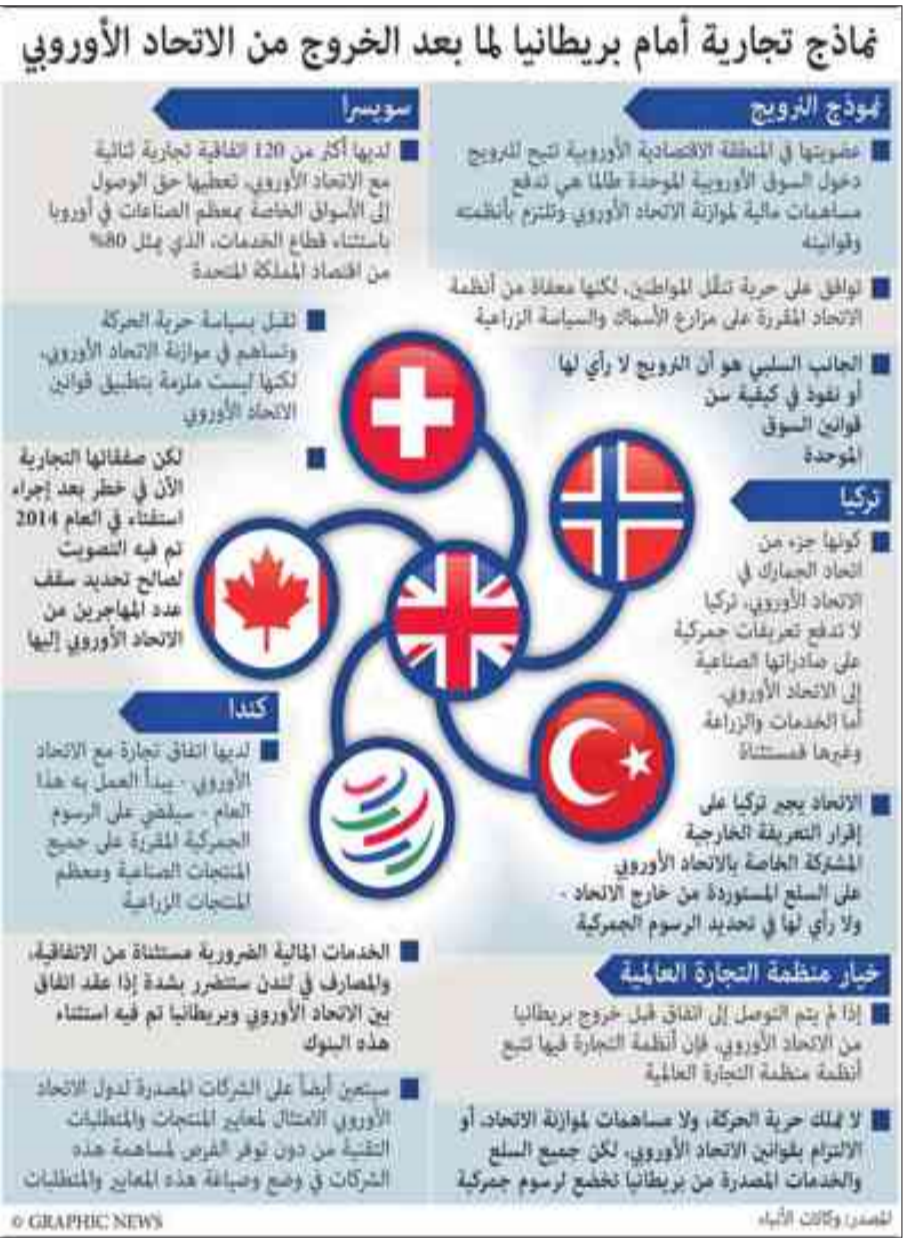 نماذج تجارية أمام بريطانيا لما بعد الخروج من الاتحاد الأوروبي
نموذج النرويج
عضويتها في المنطقة الاقتصادية الأوروبية تتيح للنرويج
دخول السوق الأوروبية الموحدة طالما هي تدفع
مساهمات مالية لموازنة الاتحاد الأوروبي وتلتزم بأنظمته
وقوانينه
توافق على حرية تنقّل المواطنين، لكنها معفاة من أنظمة
الاتحاد المقررة على مزارع الأسماك والسياسة الزراعية
الجانب السلبي هو أن النرويج لا رأي لها
أو نفوذ في كيفية سن
قوانين السوق
الموحدة
تركيا
كونها جزء من
اتحاد الجمارك في
الاتحاد الأوروبي، تركيا
لا تدفع تعريفات جمركية
على صادراتها الصناعية
إلى الاتحاد الأوروبي.
أما الخدمات والزراعة
وغيرها فمستثناة
الاتحاد يجبر تركيا على
إقرار التعريفة الخارجية
المشتركة الخاصة بالاتحاد الأوروبي
على السلع المستوردة من خارج الاتحاد -
ولا رأي لها في تحديد الرسوم الجمركية
خيار منظمة التجارة العالمية
إذا لم يتم التوصل إلى اتفاق قبل خروج بريطانيا
من الاتحاد الأوروبي، فإن أنظمة التجارة فيها تتبع
أنظمة منظمة التجارة العالمية
لا تملك حرية الحركة، ولا مساهمات لموازنة الاتحاد، أو
الالتزام بقوانين الاتحاد الأوروبي، لكن جميع السلع
والخدمات المصدرة من بريطانيا تخضع لرسوم جمركية
سويسرا
لديها أكثر من 120 اتفاقية تجارية ثنائية
مع الاتحاد الأوروبي، تعطيها حق الوصول
إلى الأسواق الخاصة بمعظم الصناعات في أوروبا
باستثناء قطاع الخدمات، الذي يمثل 80%
من اقتصاد المملكة المتحدة
تقبل بسياسة حرية الحركة
وتساهم في موازنة الاتحاد الأوروبي،
لكنها ليست ملزمة بتطبيق قوانين
الاتحاد الأوروبي
لكن صفقاتها التجارية
الآن في خطر بعد إجراء
استفتاء في العام 2014
تم فيه التصويت
لصالح تحديد سقف
عدد المهاجرين من
الاتحاد الأوروبي إليها
كندا
لديها اتفاق تجارة مع الاتحاد
الأوروبي - يبدأ العمل به هذا
العام - سيلغي على الرسوم
الجمركية المقررة على جميع
المنتجات الصناعية ومعظم
المنتجات الزراعية
الخدمات المالية الضرورية مستثناة من الاتفاقية،
والمصارف في لندن ستتضرر بشدة إذا عقد اتفاق
بين الاتحاد الأوروبي وبريطانيا تم فيه استثناء
هذه البنوك
سيتعين أيضاً على الشركات المصدرة لدول الاتحاد
الأوروبي الامتثال لمعايير المنتجات والمتطلبات
التقنية من دون توفر الفرص لمساهمة هذه
الشركات في وضع وصياغة هذه المعايير والمتطلبات
المصدر: وكالات الأنباء
© GRAPHIC NEWS